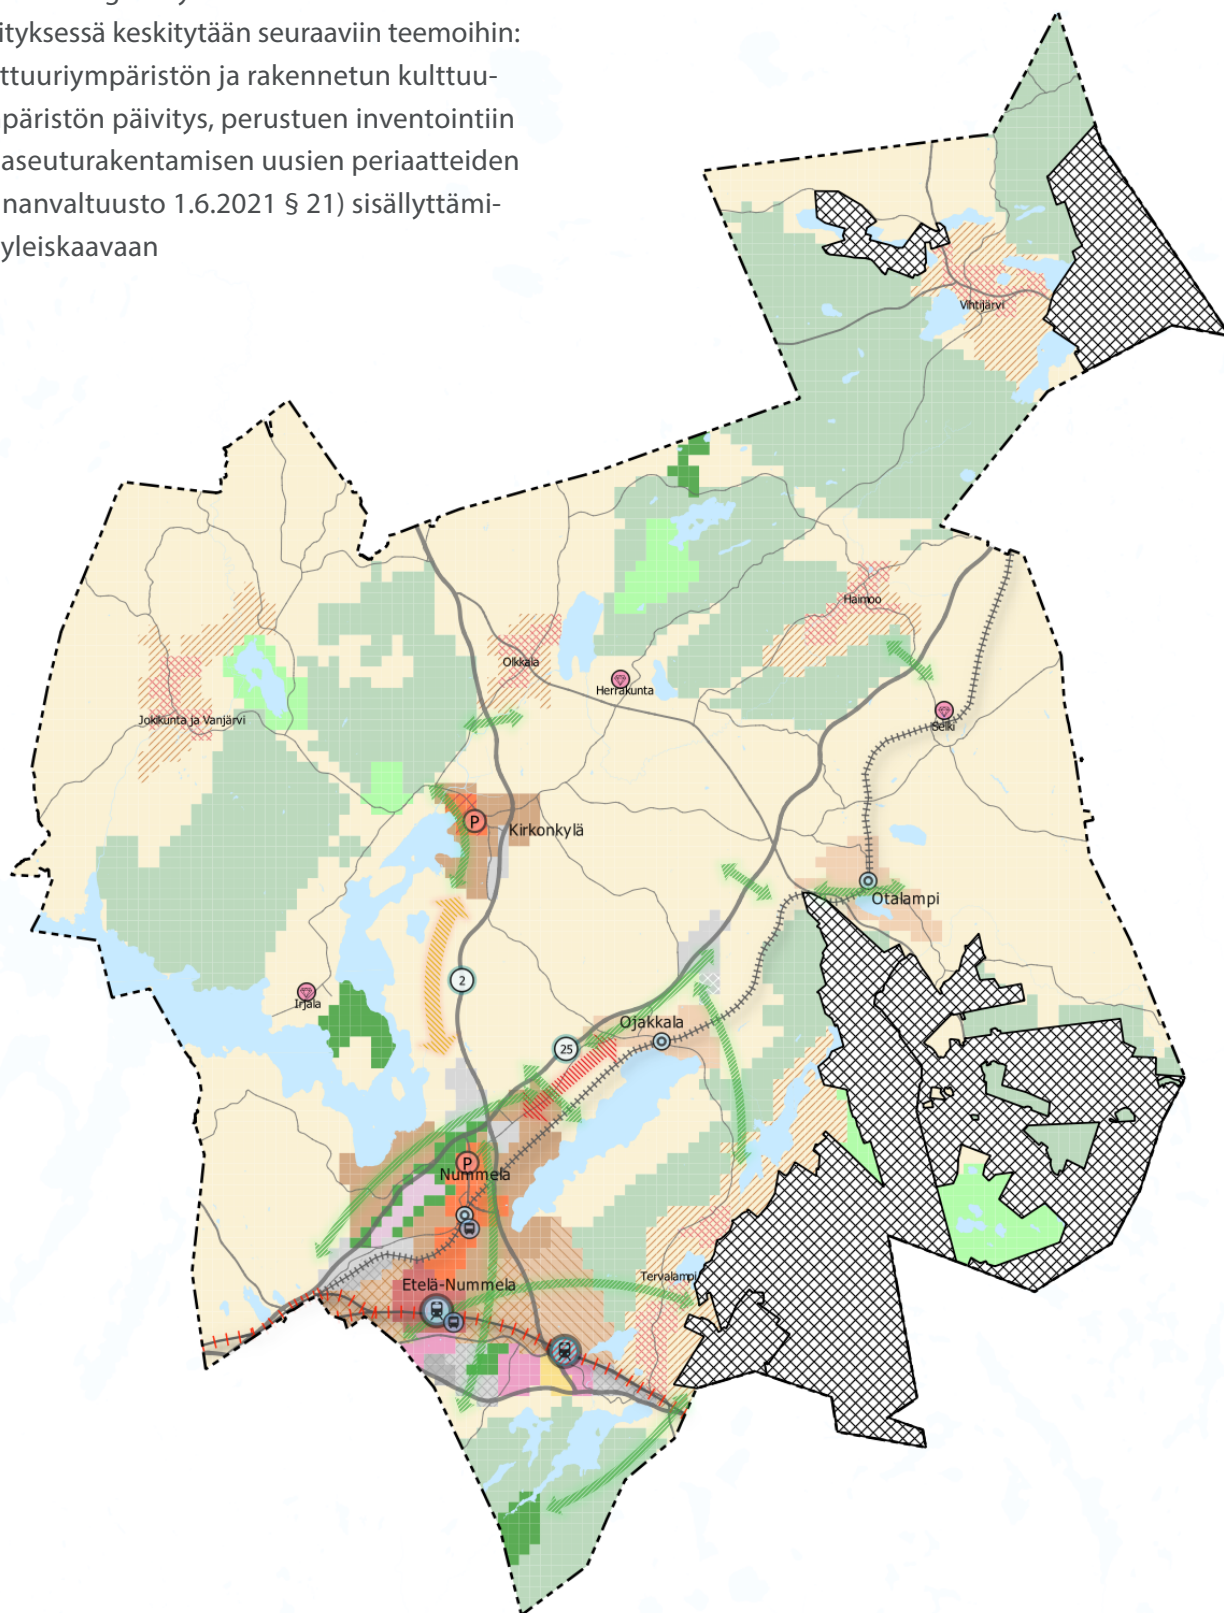 ityksessä keskitytään seuraaviin teemoihin:
ttuuriympäristön ja rakennetun kulttuu-
päristön päivitys, perustuen inventointiin
aseuturakentamisen uusien periaatteiden
nanvaltuusto 1.6.2021 § 21) sisällyttämi-
yleiskaavaan
Vihtijärvi
Haimoo
Olkkala
Herrakunta
Selki
Jokikunta ja Vanjärvi
P
Kirkonkylä
Otalampi
2
Irjala
Ojakkala
25
P
Nummela
Tervalampi
Etelä-Nummela